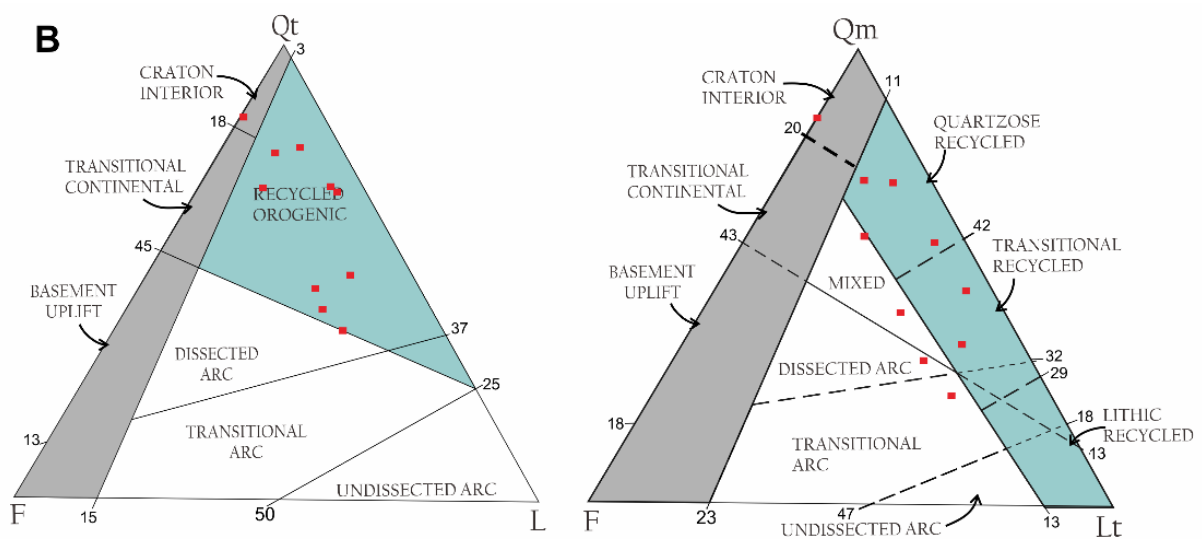 B
Qt
3
CRATON
INTERIOR
18
TRANSITIONAL
CONTINENTAL
RECYCLED
OROGENIC
45
BASEMENT
UPLIFT
37
DISSECTED
ARC
25
TRANSITIONAL
ARC
13
UNDISSECTED ARC
F
15
50
L
Qm
11
CRATON
INTERIOR
20
QUARTZOSE
RECYCLED
TRANSITIONAL
CONTINENTAL
43
42
TRANSITIONAL
RECYCLED
MIXED
BASEMENT
UPLIFT
DISSECTED ARC
32
29
18
18
LITHIC
RECYCLED
13
TRANSITIONAL
ARC
F
23
47
UNDISSECTED ARC
13
Lt